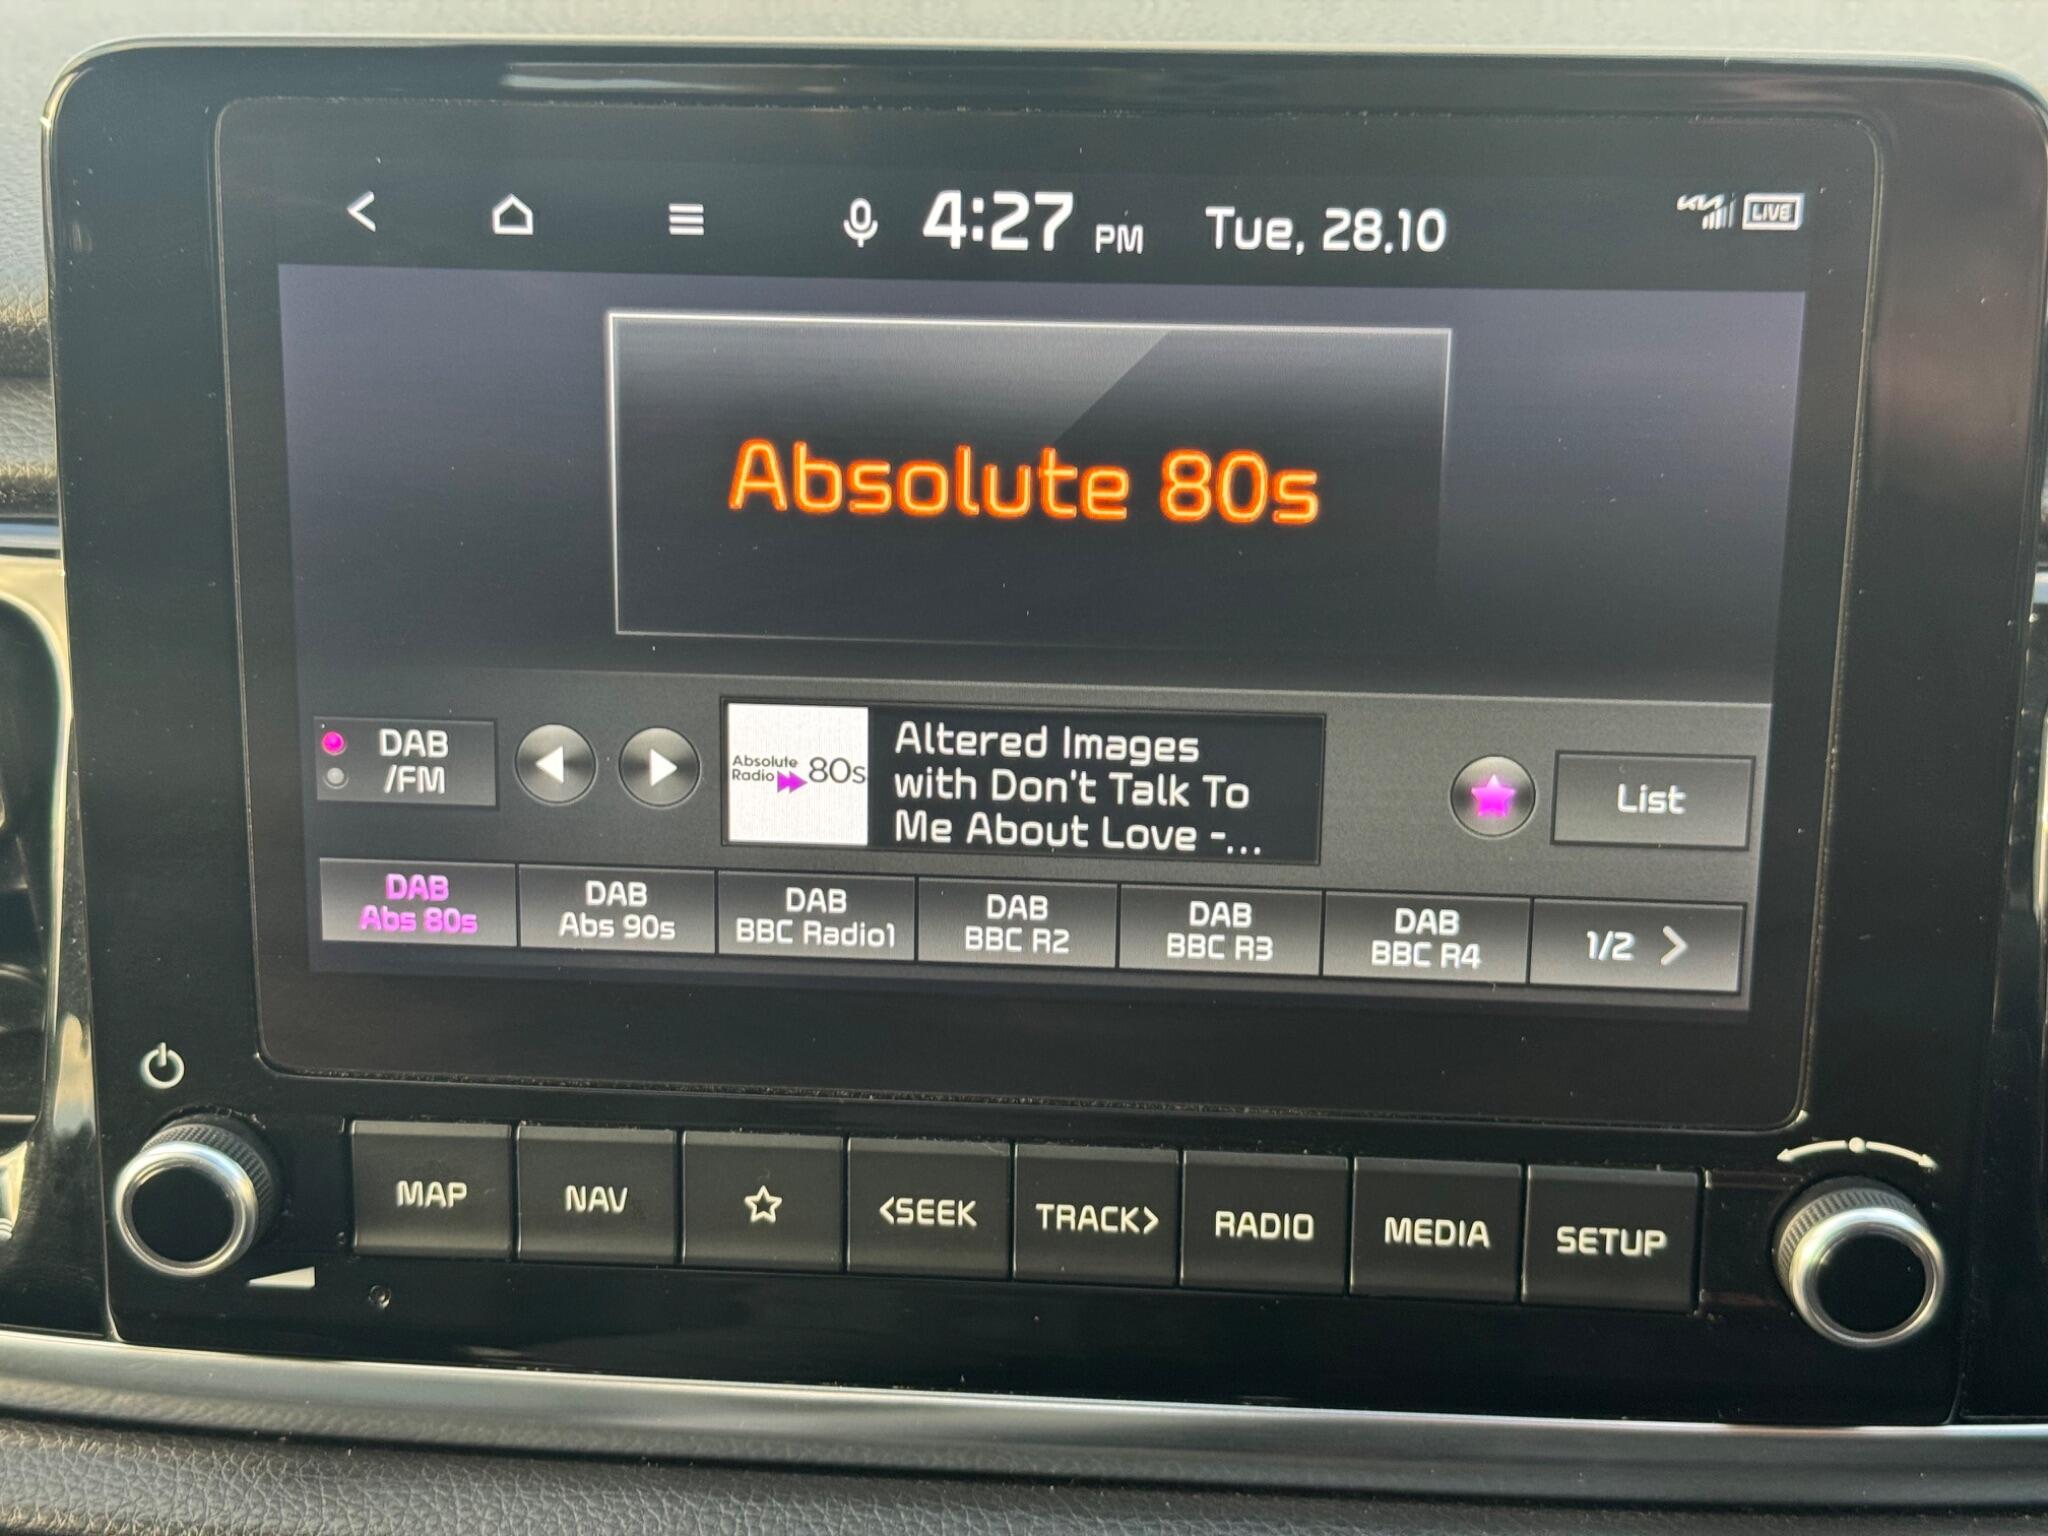 4:27 PM Tue, 28.10
LIVE
Absolute 80s
DAB
/FM
Absolute
Radio 80s
Altered Images
with Don't Talk To
Me About Love -...
List
DAB
Abs 80s
DAB
Abs 90s
DAB
BBC Radio1
DAB
BBC R2
DAB
BBC R3
DAB
BBC R4
1/2 >
MAP
NAV
<SEEK
TRACK>
RADIO
MEDIA
SETUP